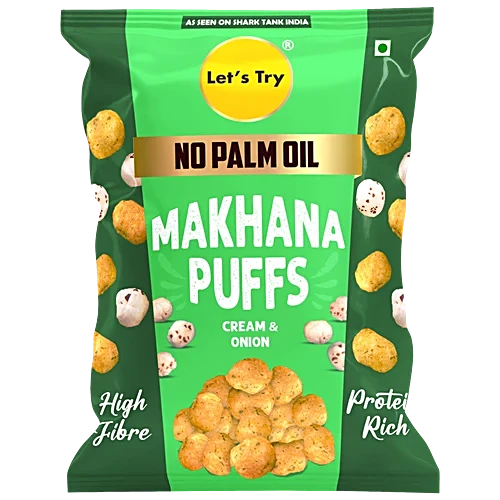 AS SEEN ON SHARK TANK INDIA
Let's Try
®
NO PALM OIL
MAKHANA
PUFFS
CREAM &
ONION
High
Fibre
Protein
Rich